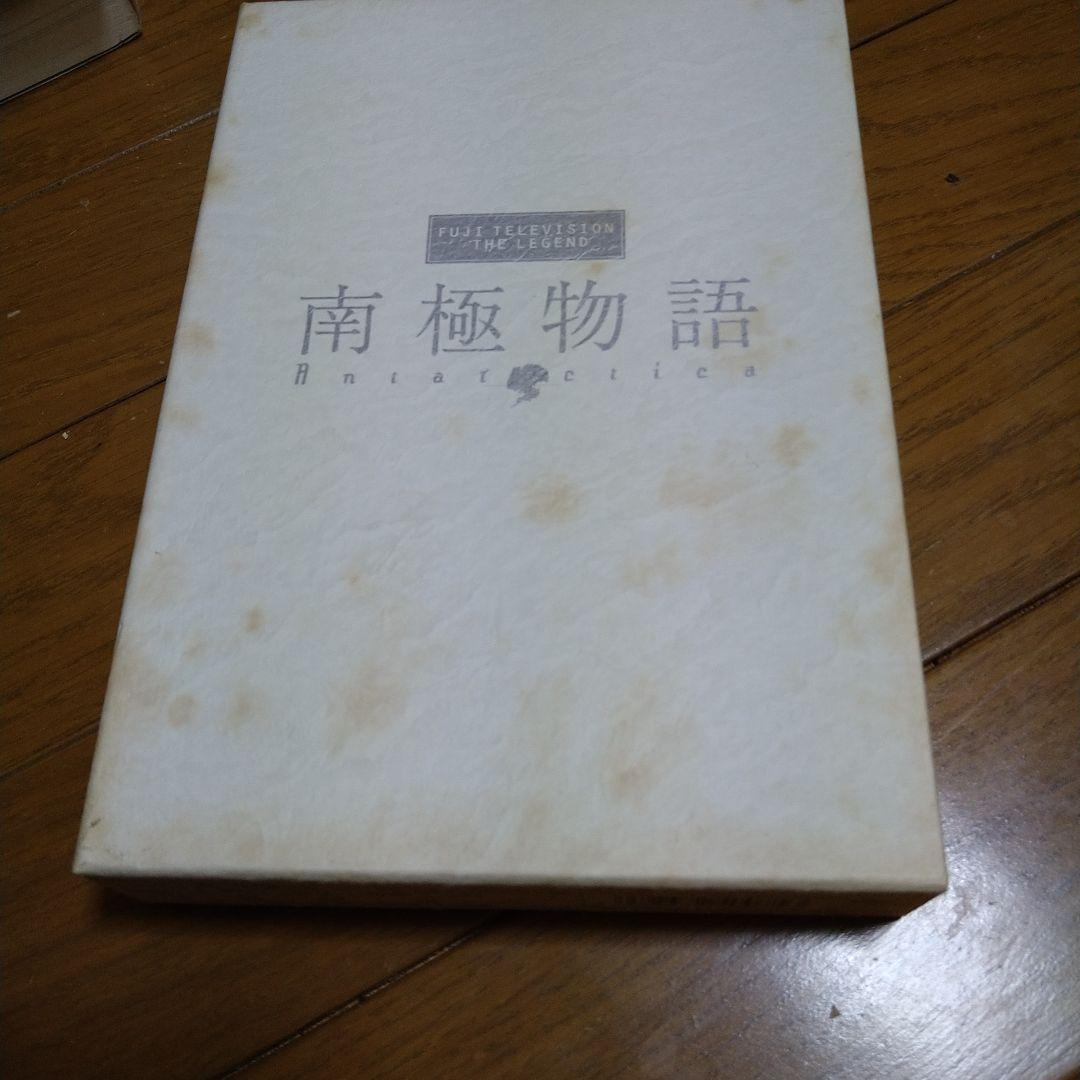 FUJI TELEVISION
THE LEGEND
南極物語
Antarctica